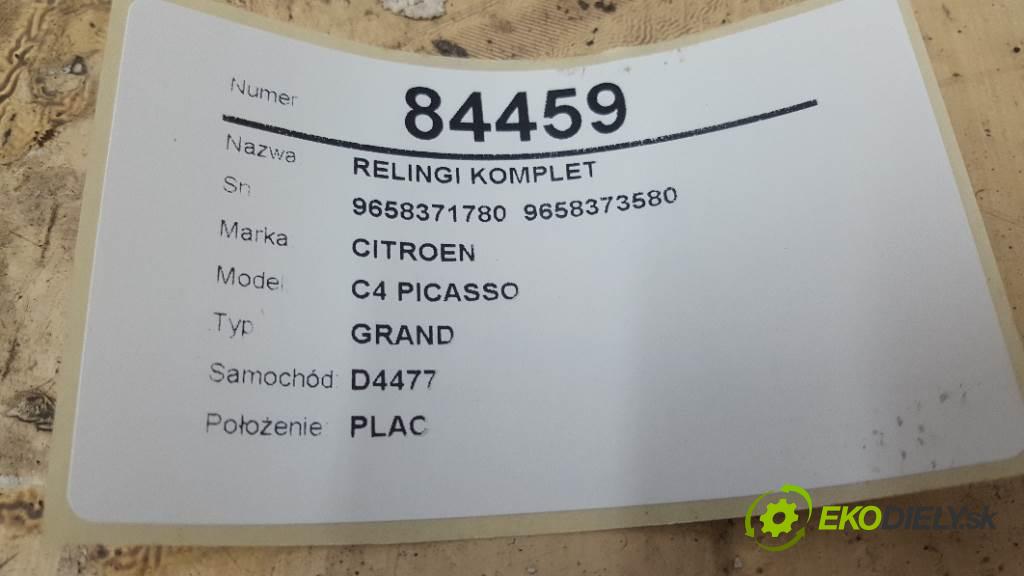 Numer 84459
Nazwa RELINGI KOMPLET
Sn 9658371780 9658373580
Marka CITROEN
Model C4 PICASSO
Typ GRAND
Samochód: D4477
Położenie: PLAC
EKODIELY.sk